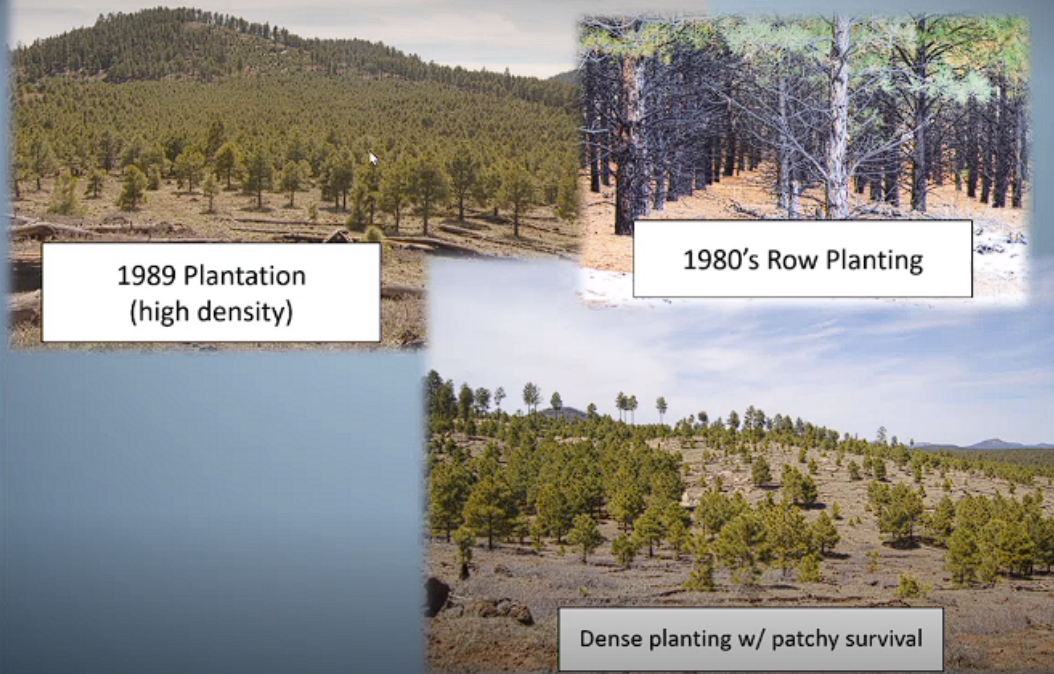 1989 Plantation
(high density)
1980's Row Planting
Dense planting w/ patchy survival